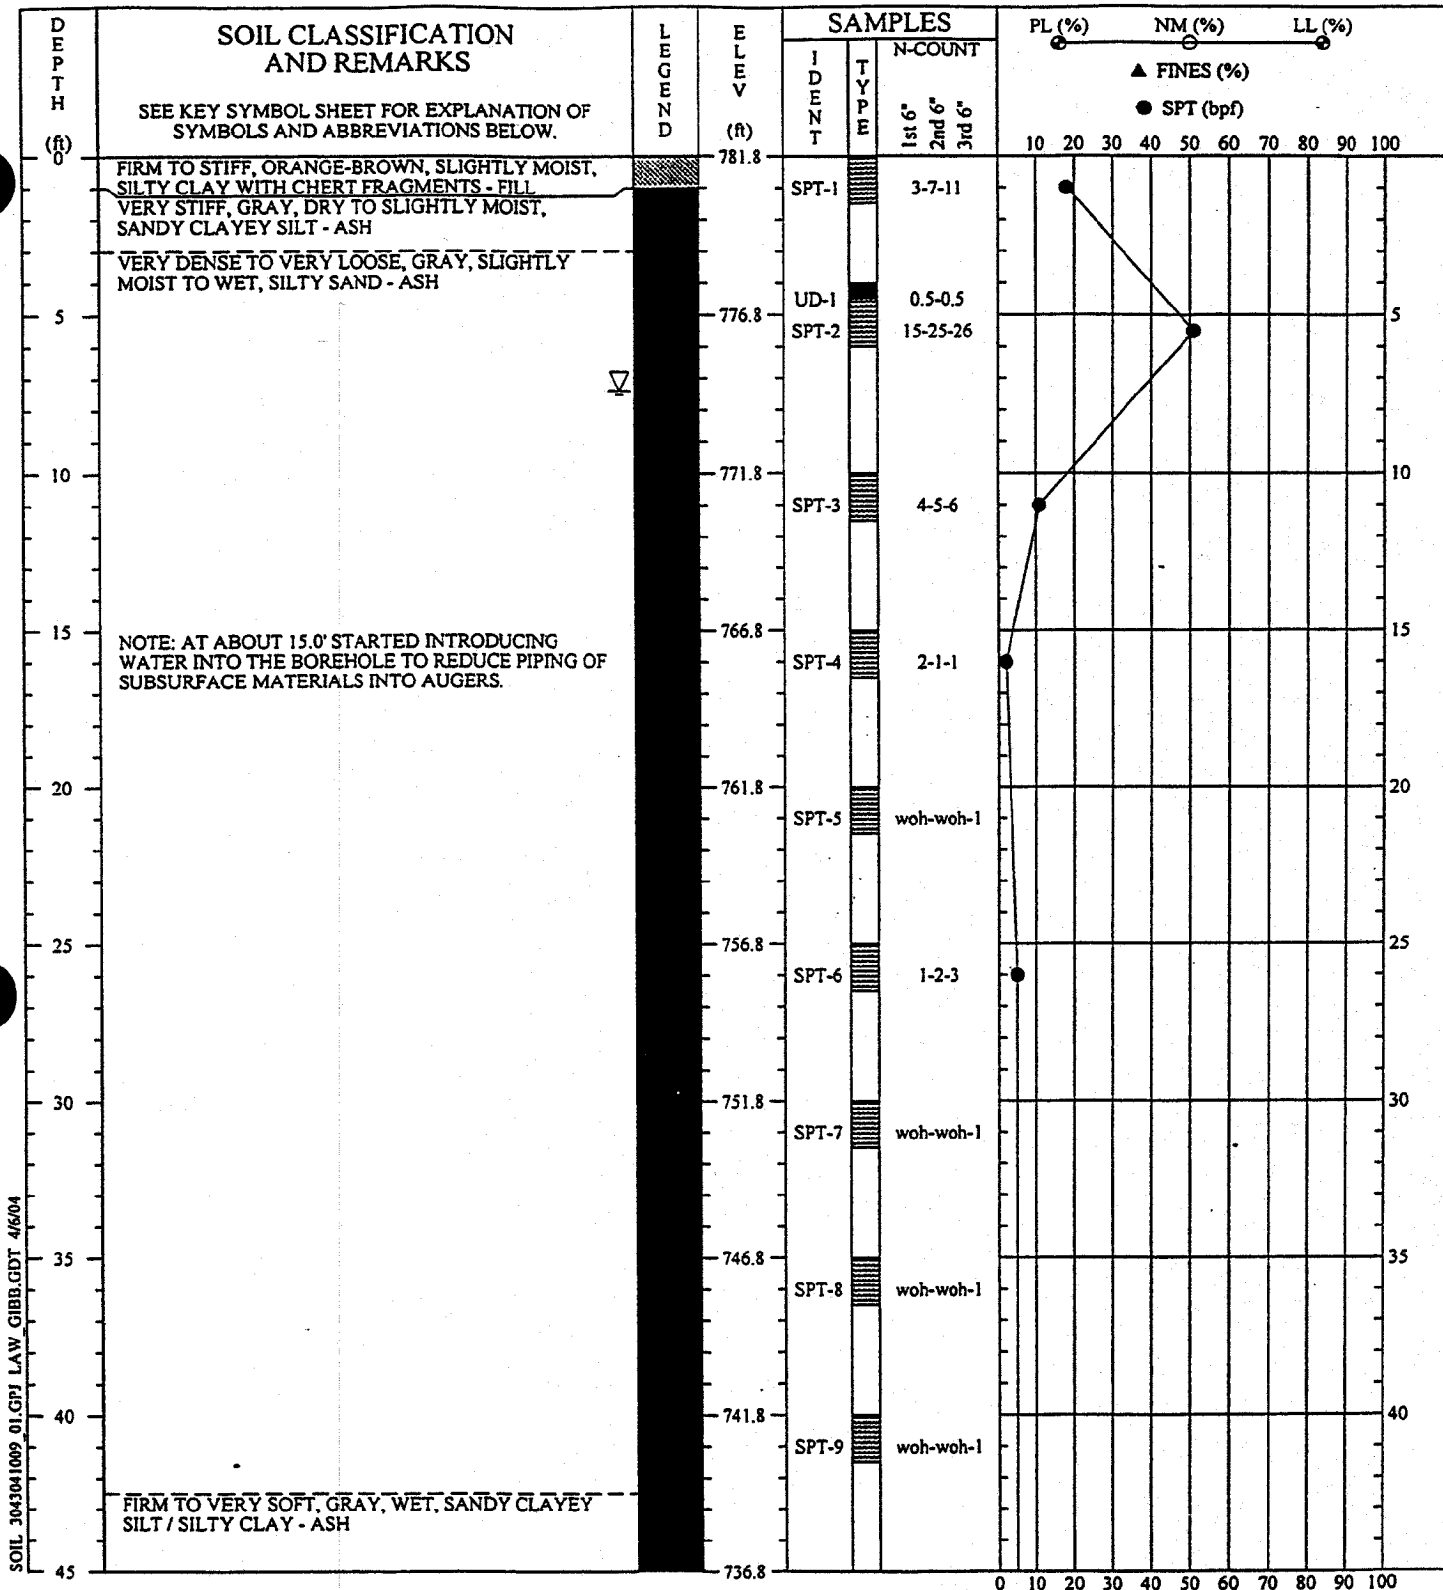 DEPTH (ft)
SOIL CLASSIFICATION
AND REMARKS
SEE KEY SYMBOL SHEET FOR EXPLANATION OF
SYMBOLS AND ABBREVIATIONS BELOW.
LEGEND
ELEV (ft)
SAMPLES
IDENT
TYPE
N-COUNT
1st 6"
2nd 6"
3rd 6"
PL (%) NM (%) LL (%)
▲ FINES (%)
● SPT (bpf)
10 20 30 40 50 60 70 80 90 100
0 781.8
FIRM TO STIFF, ORANGE-BROWN, SLIGHTLY MOIST,
SILTY CLAY WITH CHERT FRAGMENTS - FILL
SPT-1 3-7-11
VERY STIFF, GRAY, DRY TO SLIGHTLY MOIST,
SANDY CLAYEY SILT - ASH
VERY DENSE TO VERY LOOSE, GRAY, SLIGHTLY
MOIST TO WET, SILTY SAND - ASH
UD-1 0.5-0.5
5 776.8 5
SPT-2 15-25-26
10 771.8 10
SPT-3 4-5-6
15 766.8 15
NOTE: AT ABOUT 15.0' STARTED INTRODUCING
WATER INTO THE BOREHOLE TO REDUCE PIPING OF
SUBSURFACE MATERIALS INTO AUGERS.
SPT-4 2-1-1
20 761.8 20
SPT-5 woh-woh-1
25 756.8 25
SPT-6 1-2-3
30 751.8 30
SPT-7 woh-woh-1
35 746.8 35
SPT-8 woh-woh-1
40 741.8 40
SPT-9 woh-woh-1
FIRM TO VERY SOFT, GRAY, WET, SANDY CLAYEY
SILT / SILTY CLAY - ASH
45 736.8
0 10 20 30 40 50 60 70 80 90 100
SOIL 3043041009_01.GPJ LAW_GIBB.GDT 4/6/04